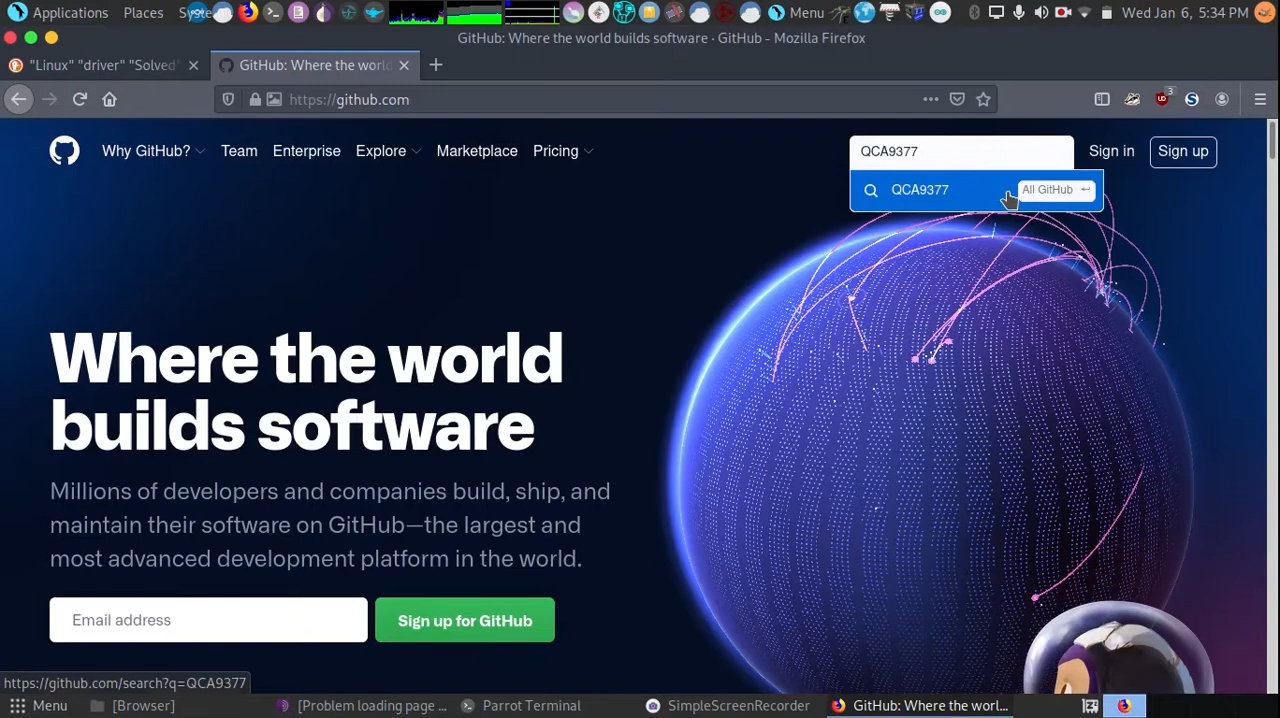 Applications Places Syste Menu Wed Jan 6, 5:34 PM
GitHub: Where the world builds software · GitHub - Mozilla Firefox
"Linux" "driver" "Solved"
GitHub: Where the world
https://github.com
3
Why GitHub? Team Enterprise Explore Marketplace Pricing
QCA9377
Sign in Sign up
QCA9377 All GitHub
Where the world
builds software
Millions of developers and companies build, ship, and
maintain their software on GitHub—the largest and
most advanced development platform in the world.
Email address Sign up for GitHub
https://github.com/search?q=QCA9377
Menu [Browser] [Problem loading page ... Parrot Terminal SimpleScreenRecorder GitHub: Where the worl...